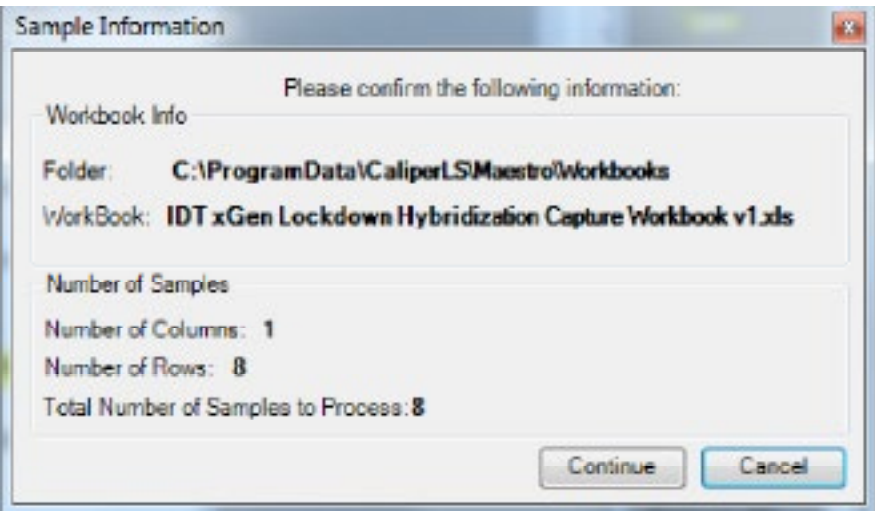 Sample Information
Please confirm the following information:
Workbook Info
Folder: C:\ProgramData\CaliperLS\Maestro\Workbooks
WorkBook: IDT xGen Lockdown Hybridization Capture Workbook v1.xls
Number of Samples
Number of Columns: 1
Number of Rows: 8
Total Number of Samples to Process: 8
Continue Cancel